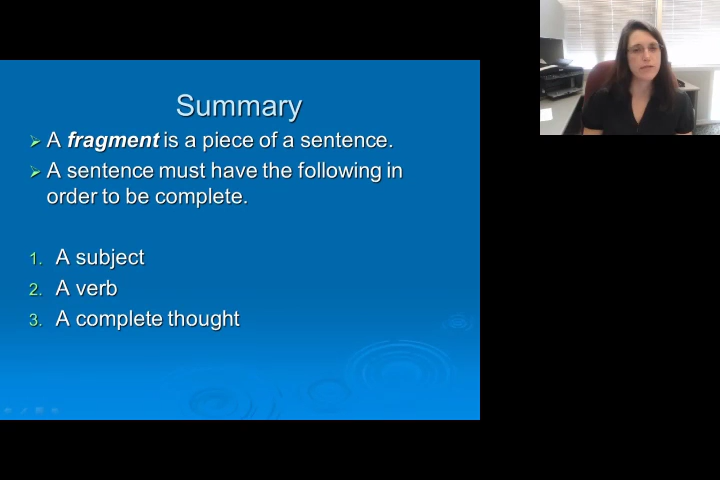 Summary
A fragment is a piece of a sentence.
A sentence must have the following in
order to be complete.
1. A subject
2. A verb
3. A complete thought